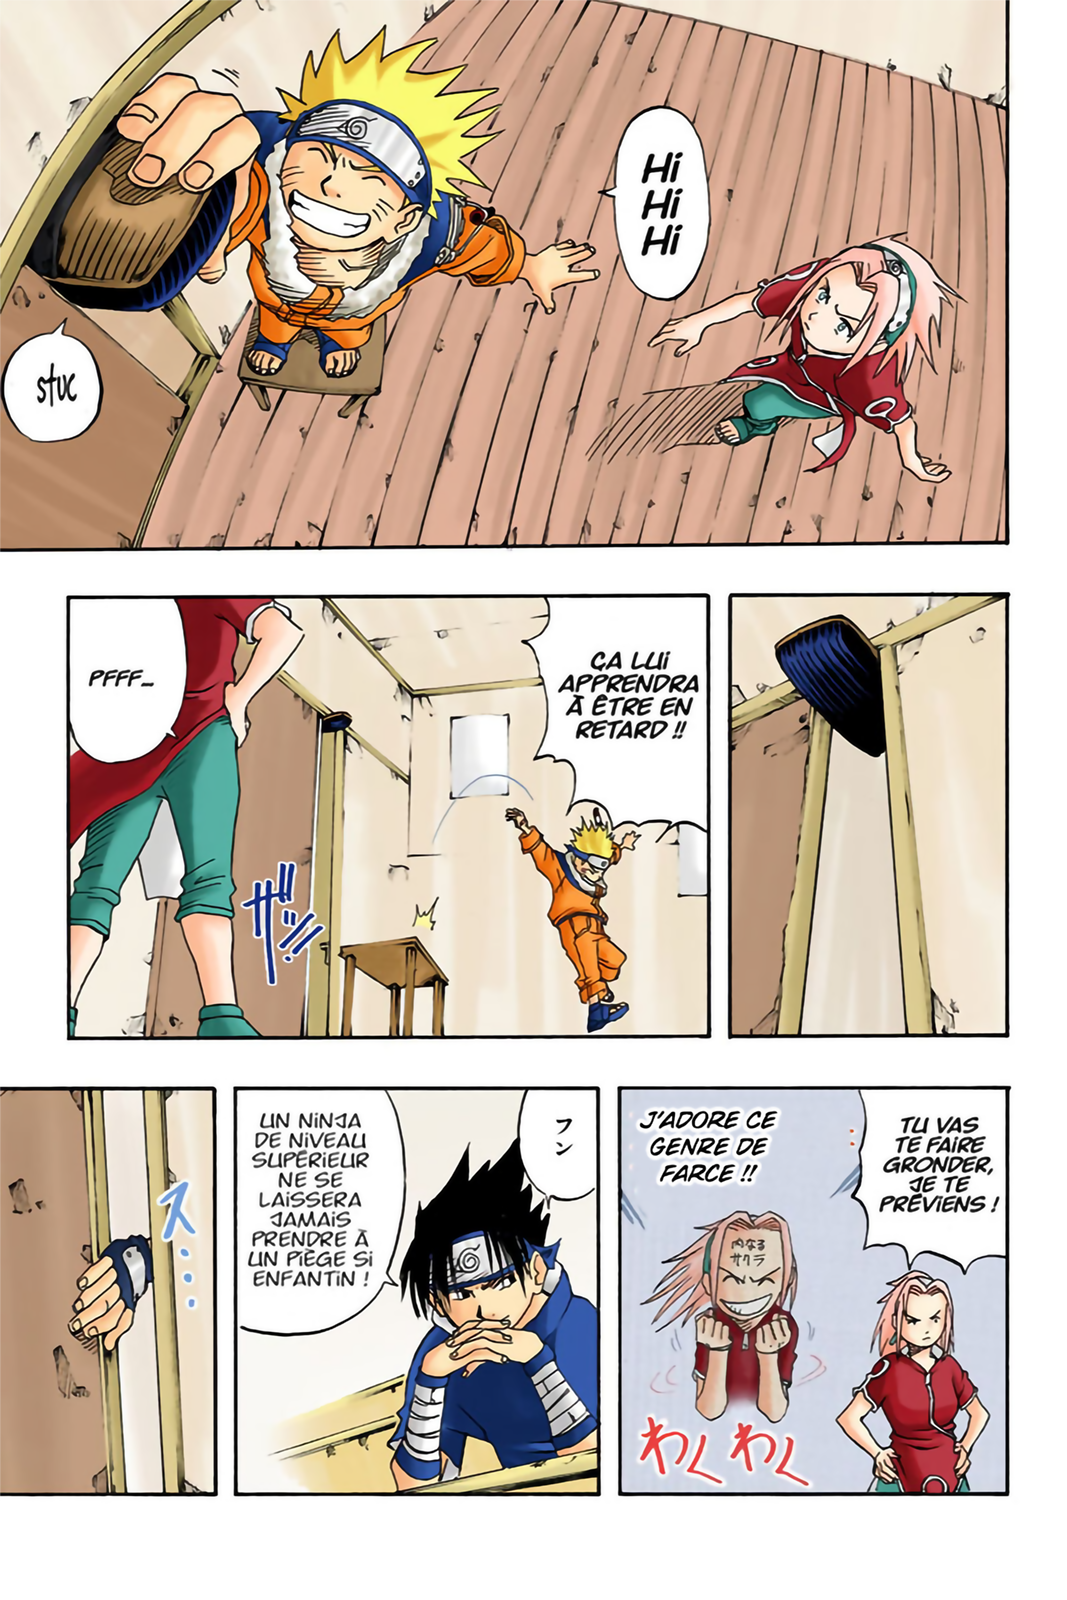 Hi
Hi
Hi
stuc
ÇA LUI
APPRENDRA
À ÊTRE EN
RETARD !!
PFFF...
ガッ!!
TU VAS
TE FAIRE
GRONDER,
JE TE
PRÉVIENS !
J'ADORE CE
GENRE DE
FARCE !!
内なる
サクラ
わくわく
フン
UN NINJA
DE NIVEAU
SUPÉRIEUR
NE SE
LAISSERA
JAMAIS
PRENDRE À
UN PIÈGE SI
ENFANTIN !
ス...